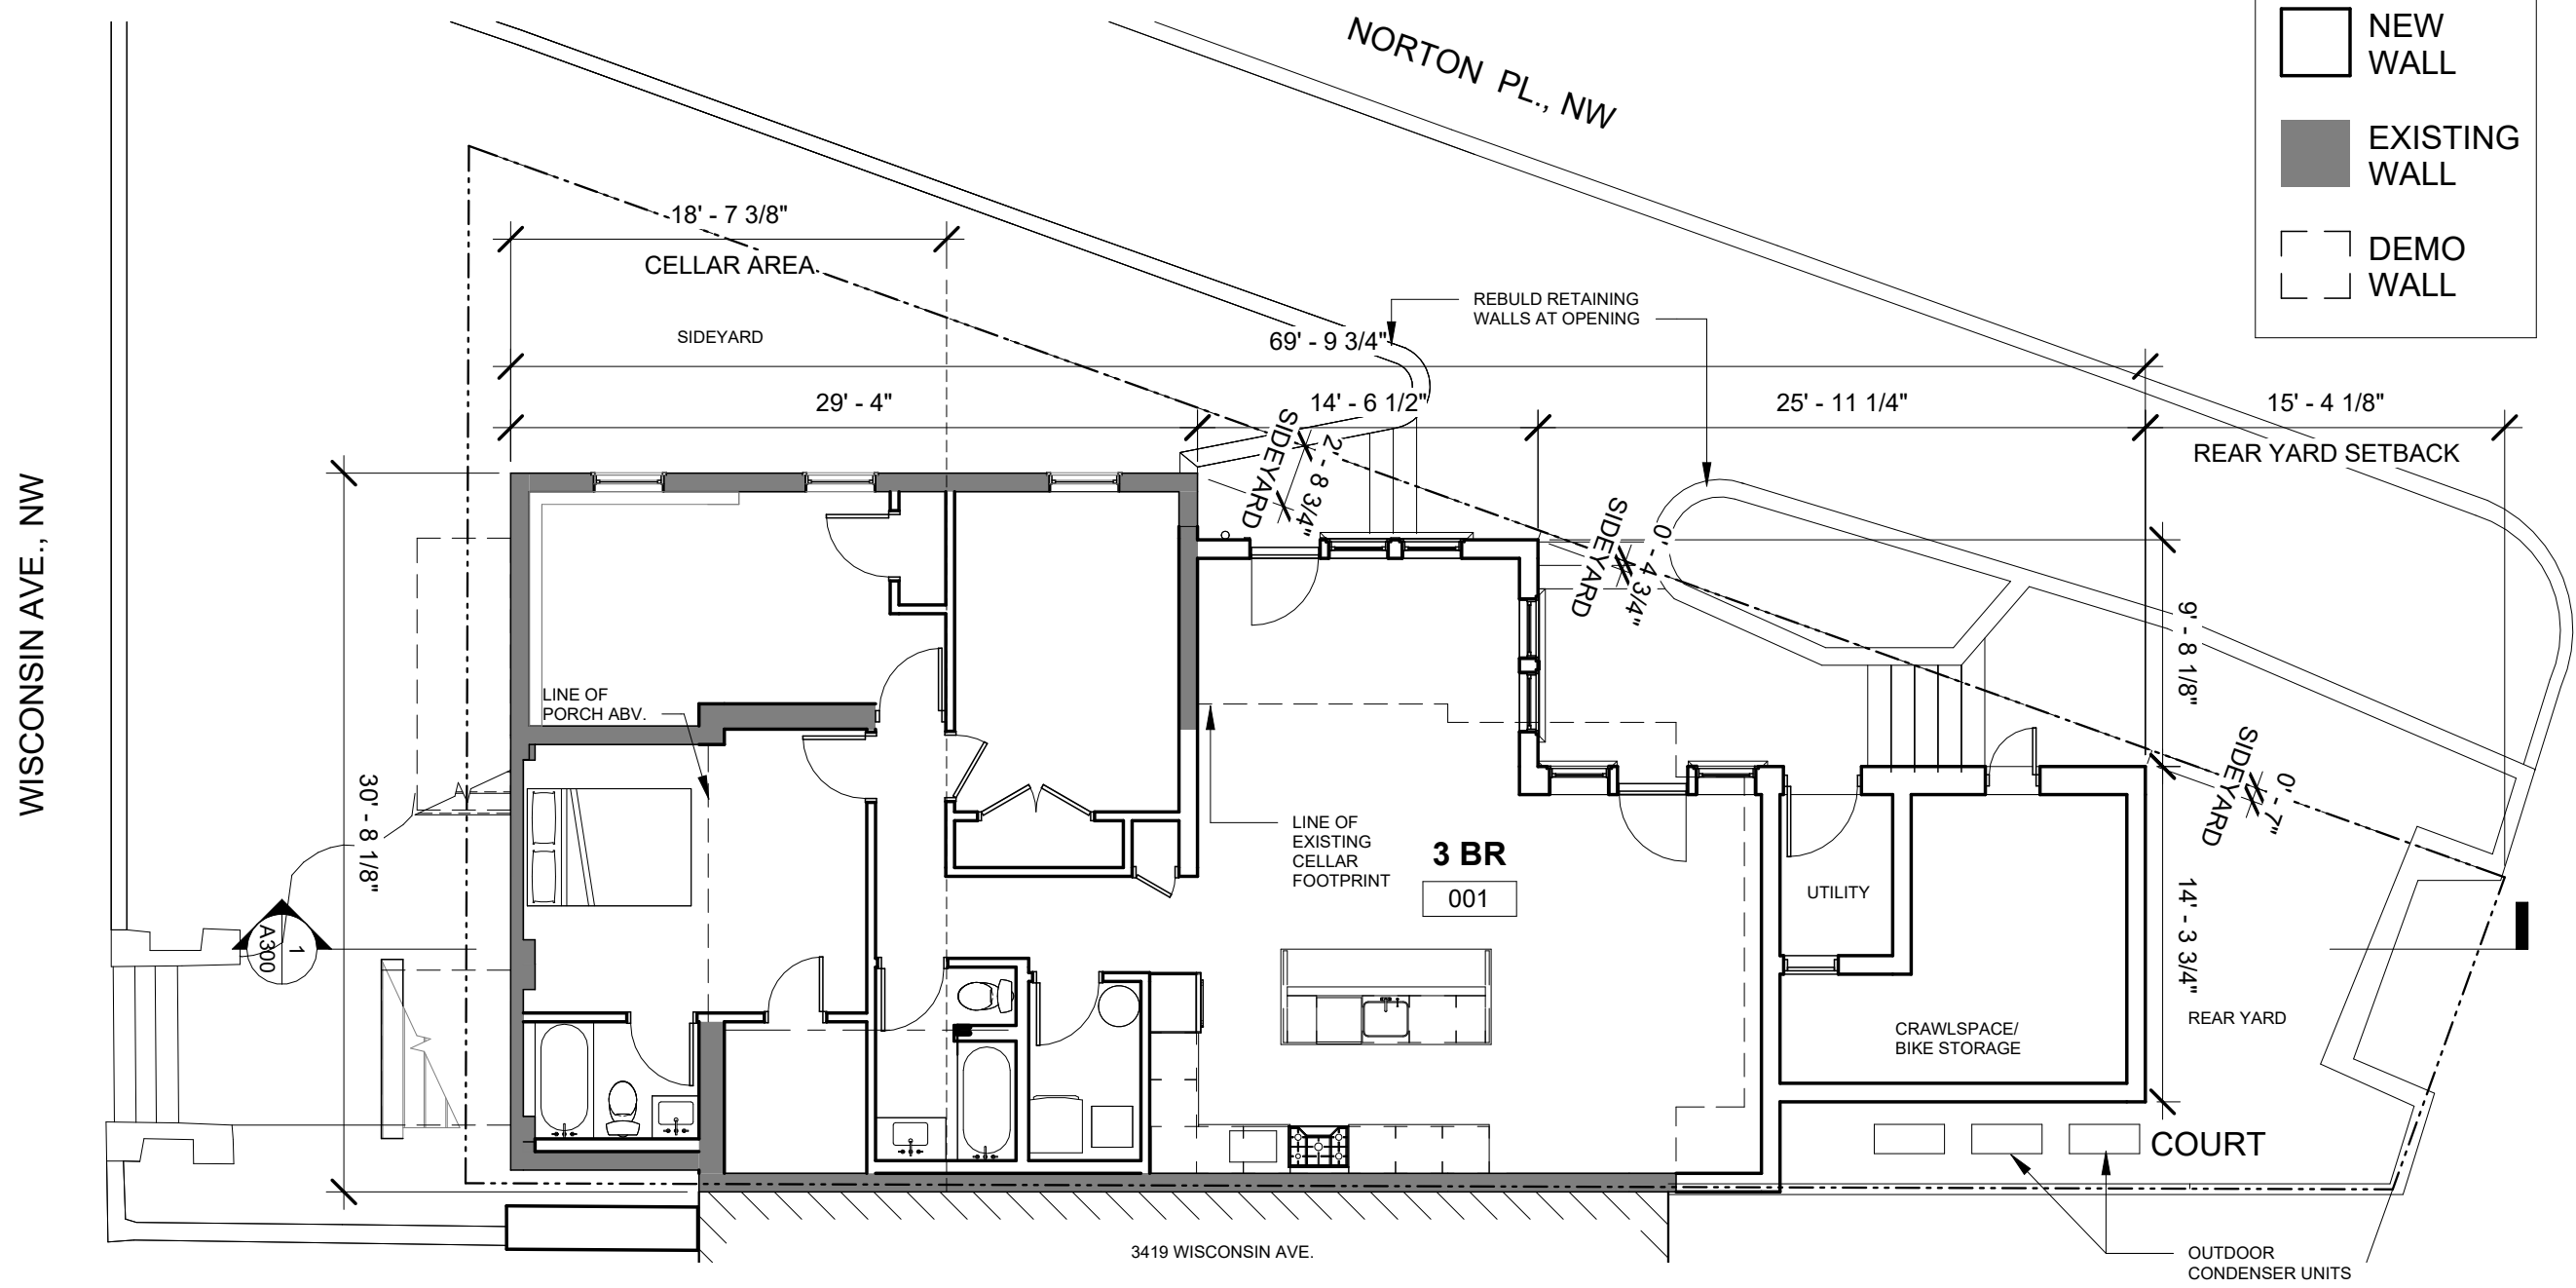 NORTON PL., NW
NEW
WALL
EXISTING
WALL
DEMO
WALL
18' - 7 3/8"
CELLAR AREA
SIDEYARD
REBULD RETAINING
WALLS AT OPENING
69' - 9 3/4"
29' - 4"
14' - 6 1/2"
25' - 11 1/4"
15' - 4 1/8"
REAR YARD SETBACK
SIDEYARD
2' - 8 3/4"
SIDEYARD
0' - 4 3/4"
WISCONSIN AVE., NW
9' - 8 1/8"
LINE OF
PORCH ABV.
30' - 8 1/8"
LINE OF
EXISTING
CELLAR
FOOTPRINT
3 BR
001
UTILITY
SIDEYARD
0' - 7"
14' - 3 3/4"
1
A300
CRAWLSPACE/
BIKE STORAGE
REAR YARD
COURT
3419 WISCONSIN AVE.
OUTDOOR
CONDENSER UNITS